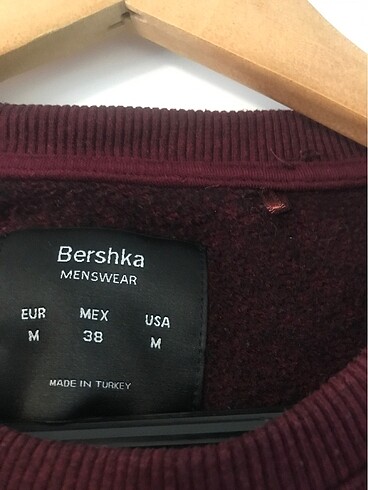 Bershka
MENSWEAR
EUR MEX USA
M 38 M
MADE IN TURKEY